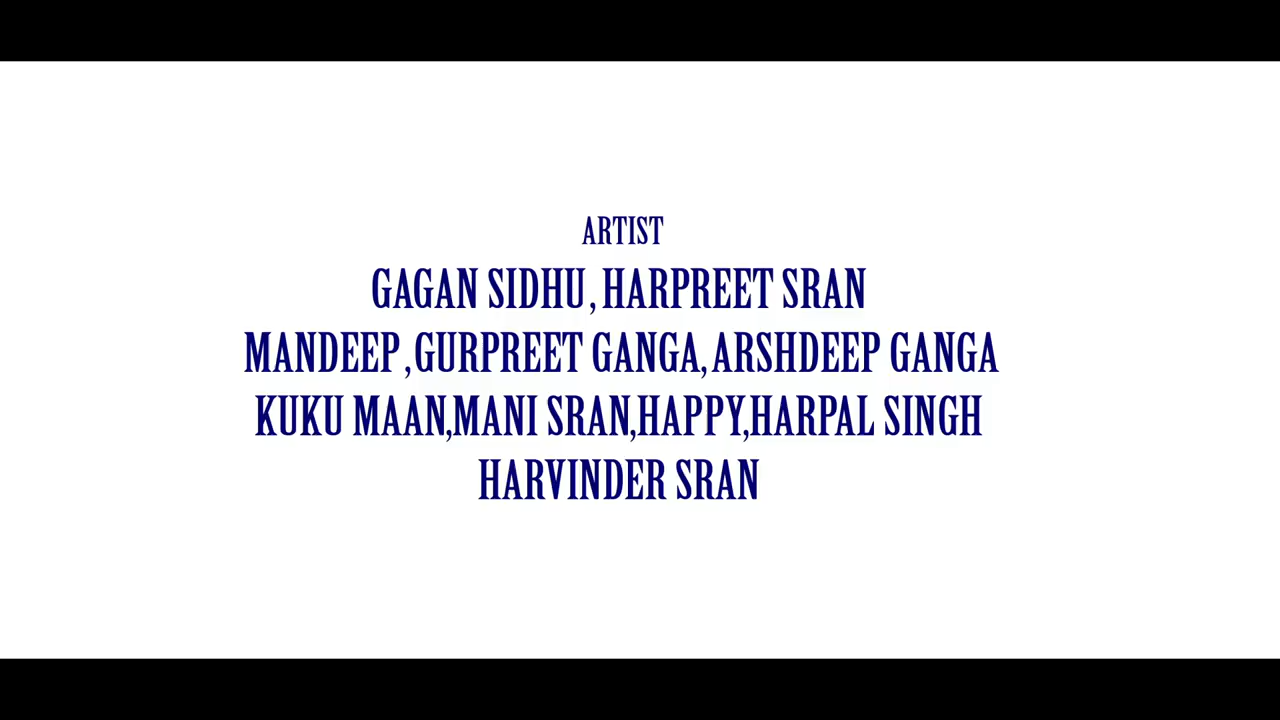 ARTIST
GAGAN SIDHU, HARPREET SRAN
MANDEEP ,GURPREET GANGA, ARSHDEEP GANGA
KUKU MAAN,MANI SRAN,HAPPY,HARPAL SINGH
HARVINDER SRAN